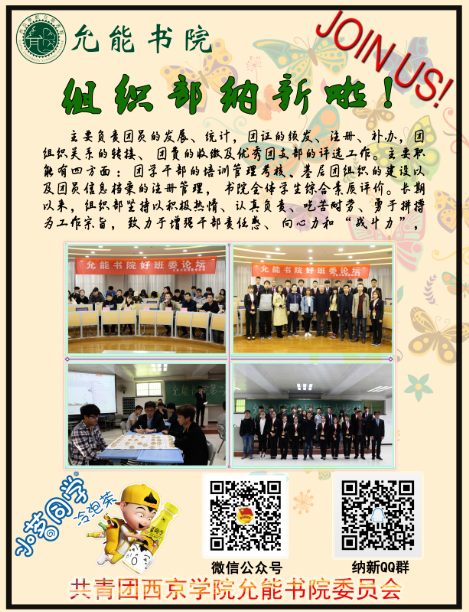 允能书院
JOIN US!
组织部纳新啦！
主要负责团员的发展、统计，团证的颁发、注册、补办，团
组织关系的转接、团费的收缴及优秀团支部的评选工作。主要职
能有四方面：团学干部的培训管理考核、基层团组织的建设以
及团员信息档案的注册管理，书院全体学生综合素质评价。长期
以来，组织部坚持以积极热情、认真负责、吃苦耐劳、勇于拼搏
为工作宗旨，致力于增强干部责任感、向心力和“战斗力”，
允能书院好班委论坛
允能书院好班委论坛
小茗同学
冷泡茶
微信公众号
纳新QQ群
共青团西京学院允能书院委员会